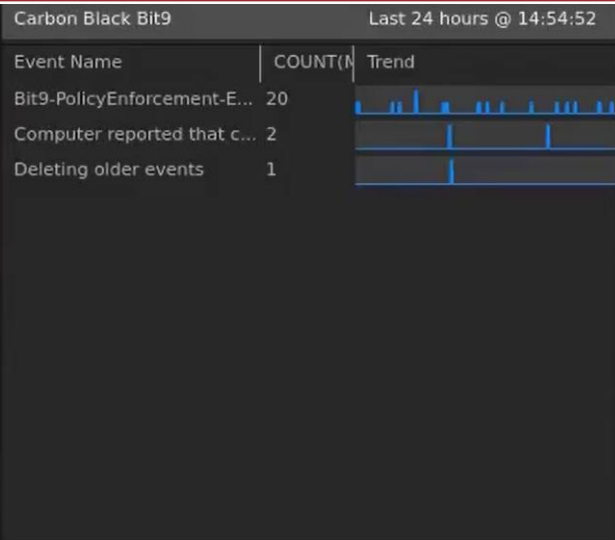 Carbon Black Bit9 Last 24 hours @ 14:54:52
Event Name COUNT(M Trend
Bit9-PolicyEnforcement-E... 20
Computer reported that c... 2
Deleting older events 1